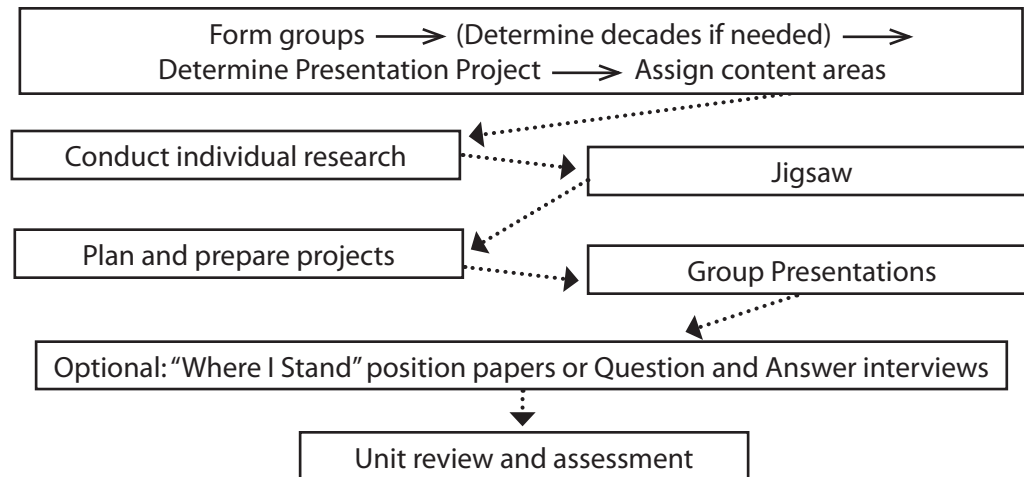 Form groups (Determine decades if needed)
Determine Presentation Project Assign content areas
Conduct individual research
Jigsaw
Plan and prepare projects
Group Presentations
Optional: “Where I Stand” position papers or Question and Answer interviews
Unit review and assessment